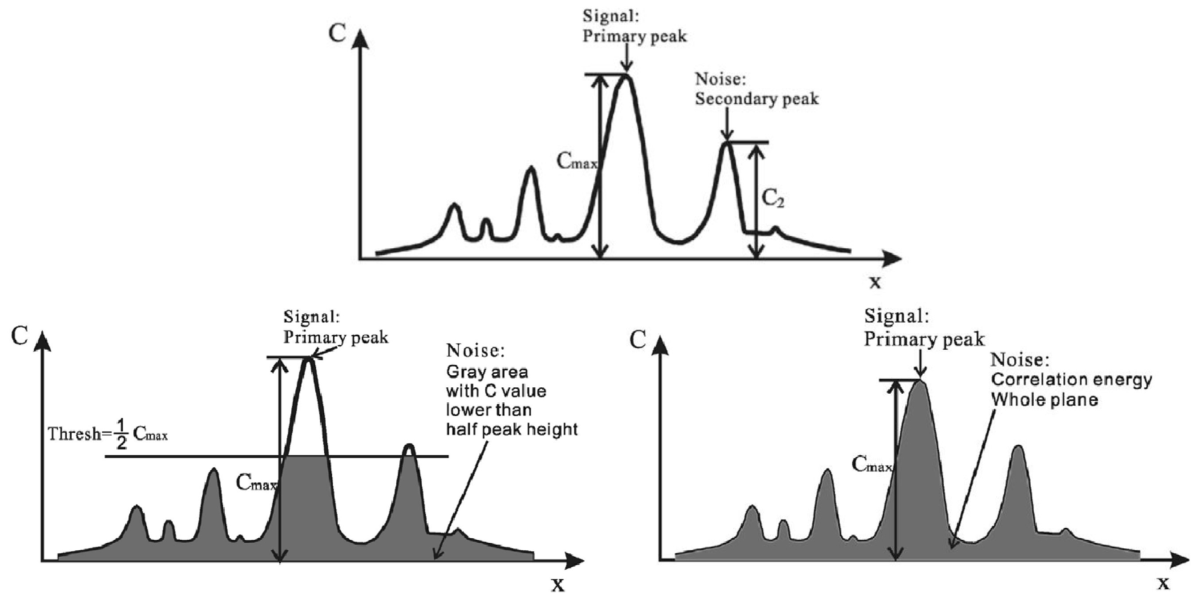 Signal:
Primary peak
C
Noise:
Secondary peak
Cmax
C2
x
Signal:
Primary peak
C
Noise:
Gray area
with C value
lower than
half peak height
Thresh=1/2 Cmax
Cmax
x
Signal:
Primary peak
C
Noise:
Correlation energy
Whole plane
Cmax
x